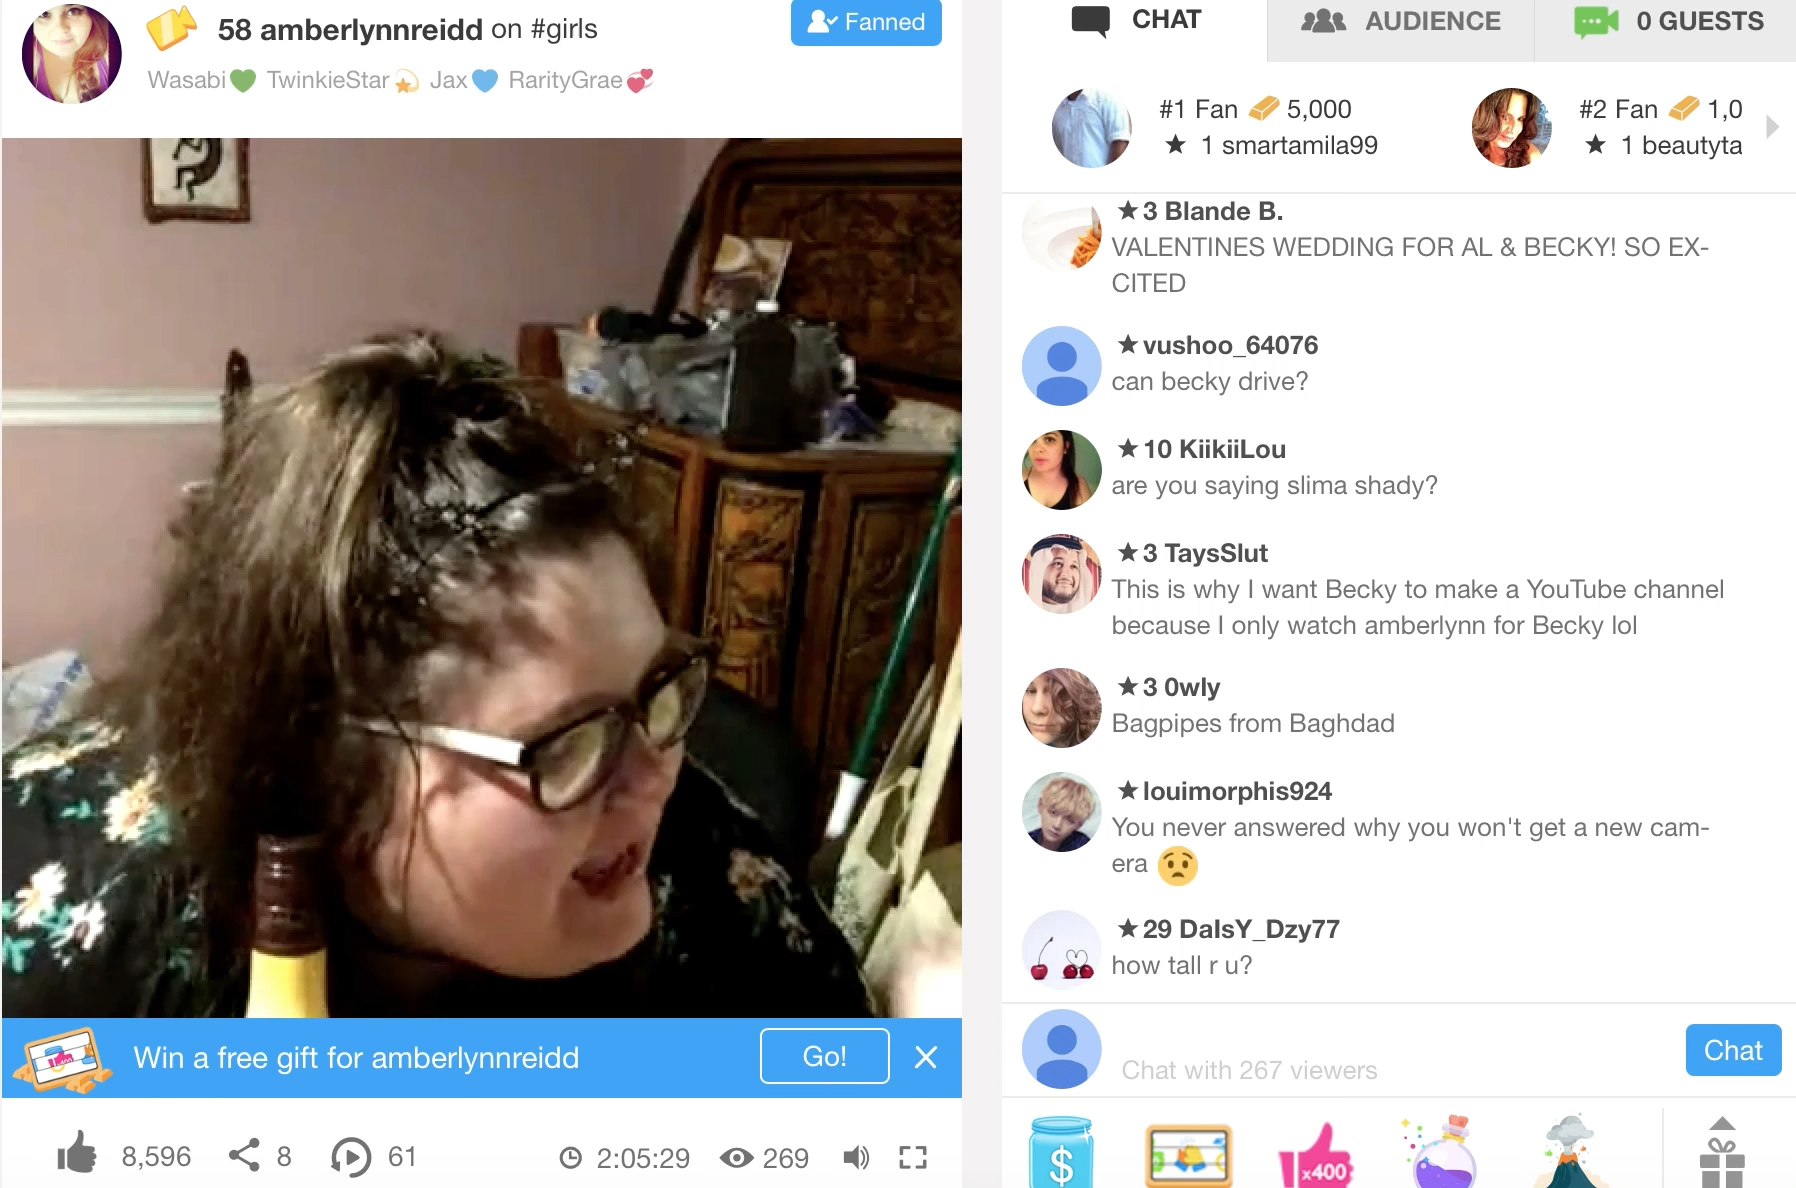 58 amberlynnreidd on #girls
Fanned
Wasabi💚 TwinkieStar💫 Jax💙 RarityGrae💞
Win a free gift for amberlynnreidd
Go!
8,596
8
61
2:05:29
269
CHAT
AUDIENCE
0 GUESTS
#1 Fan 5,000
★ 1 smartamila99
#2 Fan 1,0
★ 1 beautyta
★3 Blande B.
VALENTINES WEDDING FOR AL & BECKY! SO EX-
CITED
★vushoo_64076
can becky drive?
★10 KiikiiLou
are you saying slima shady?
★3 TaysSlut
This is why I want Becky to make a YouTube channel
because I only watch amberlynn for Becky lol
★3 0wly
Bagpipes from Baghdad
★louimorphis924
You never answered why you won't get a new cam-
era 😟
★29 DaIsY_Dzy77
how tall r u?
Chat with 267 viewers
Chat
$
x400